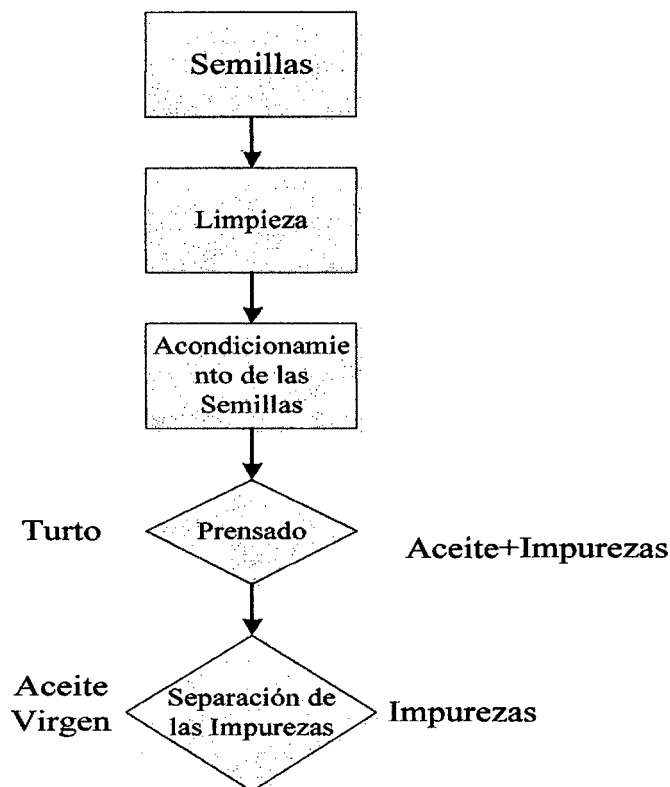 Semillas
Limpieza
Acondicionamie
nto de las
Semillas
Turto
Prensado
Aceite+Impurezas
Aceite
Virgen
Separación de
las Impurezas
Impurezas